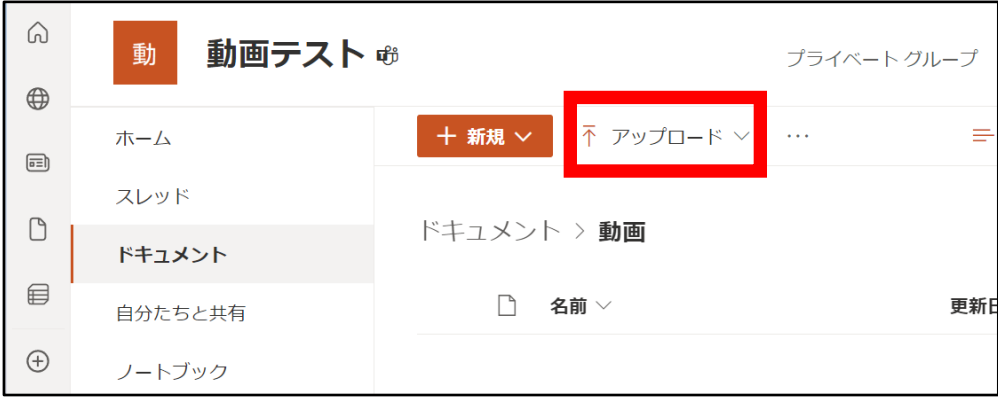 動 動画テスト
プライベート グループ
ホーム
スレッド
ドキュメント
自分たちと共有
ノートブック
＋ 新規 アップロード ···
ドキュメント > 動画
名前 更新日